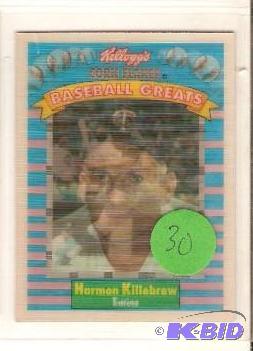 Kellogg's
CORN FLAKES
BASEBALL GREATS
30
Harmon Killebrew
Twins
© K-BID